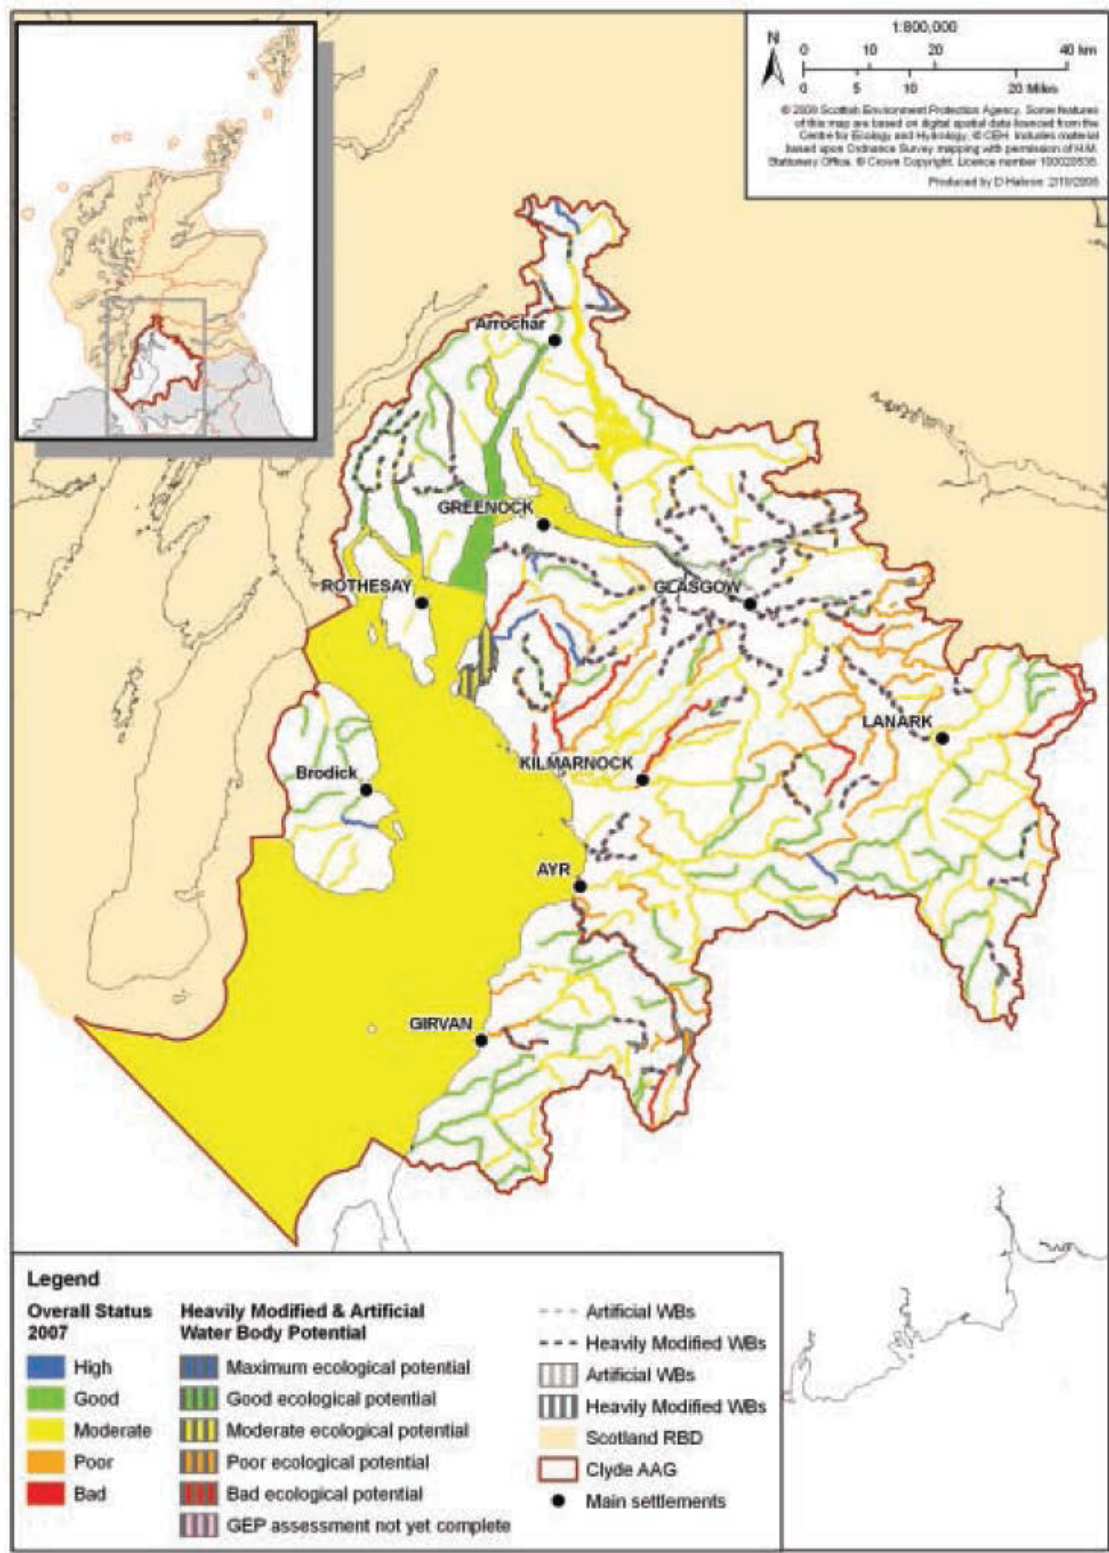 1:800,000
N
0 10 20 40 km
0 5 10 20 Miles
© 2009 Scottish Environment Protection Agency. Some features
of this map are based on digital spatial data licenced from the
Centre for Ecology and Hydrology, © CEH. Includes material
based upon Ordnance Survey mapping with permission of H.M.
Stationery Office. © Crown Copyright. Licence number
Produced by D
Arrochar
GREENOCK
ROTHESAY
GLASGOW
LANARK
KILMARNOCK
Brodick
AYR
GIRVAN
Legend
Overall Status
2007
High
Good
Moderate
Poor
Bad
Heavily Modified & Artificial
Water Body Potential
Maximum ecological potential
Good ecological potential
Moderate ecological potential
Poor ecological potential
Bad ecological potential
GEP assessment not yet complete
Artificial WBs
Heavily Modified WBs
Artificial WBs
Heavily Modified WBs
Scotland RBD
Clyde AAG
Main settlements